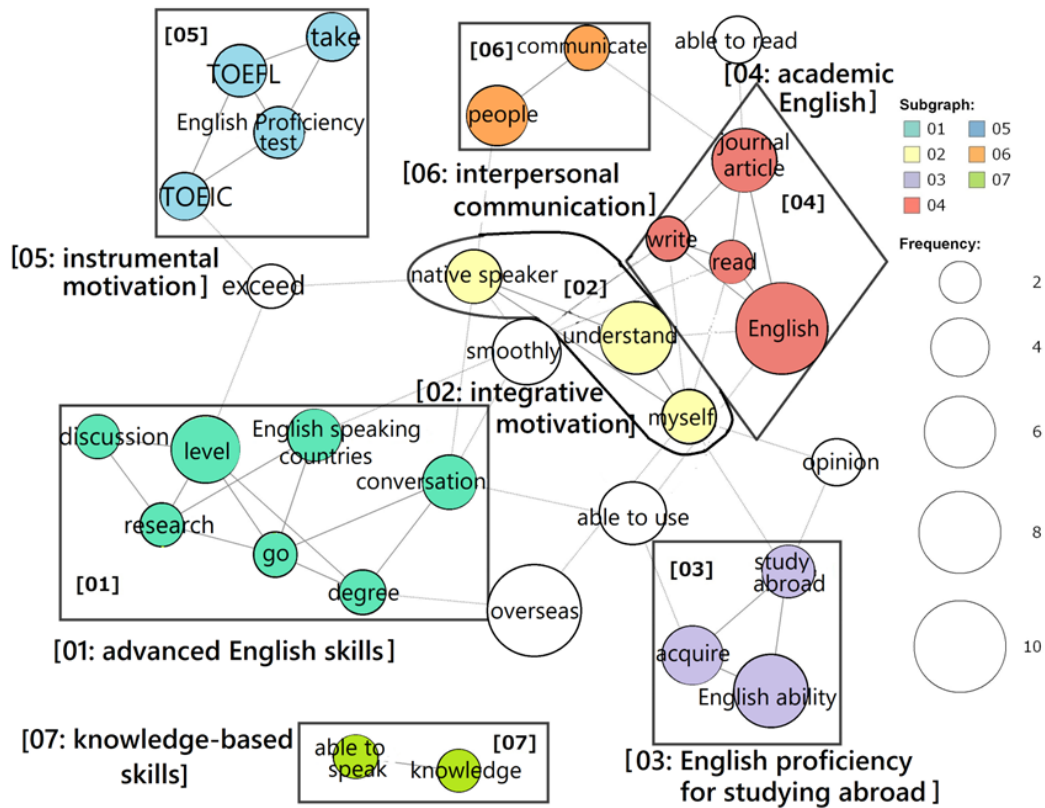 [05]
take
TOEFL
English Proficiency
test
TOEIC
[05: instrumental
motivation]
exceed
[06]
communicate
people
[06: interpersonal
communication]
able to read
[04: academic
English]
journal
article
[04]
write
read
English
Subgraph:
01
02
03
04
05
06
07
Frequency:
2
4
6
8
10
native speaker
[02]
understand
smoothly
myself
[02: integrative
motivation]
discussion
level
English speaking
countries
conversation
research
go
degree
[01]
[01: advanced English skills]
opinion
able to use
overseas
[03]
study
abroad
acquire
English ability
[03: English proficiency
for studying abroad]
[07: knowledge-based
skills]
able to
speak
knowledge
[07]